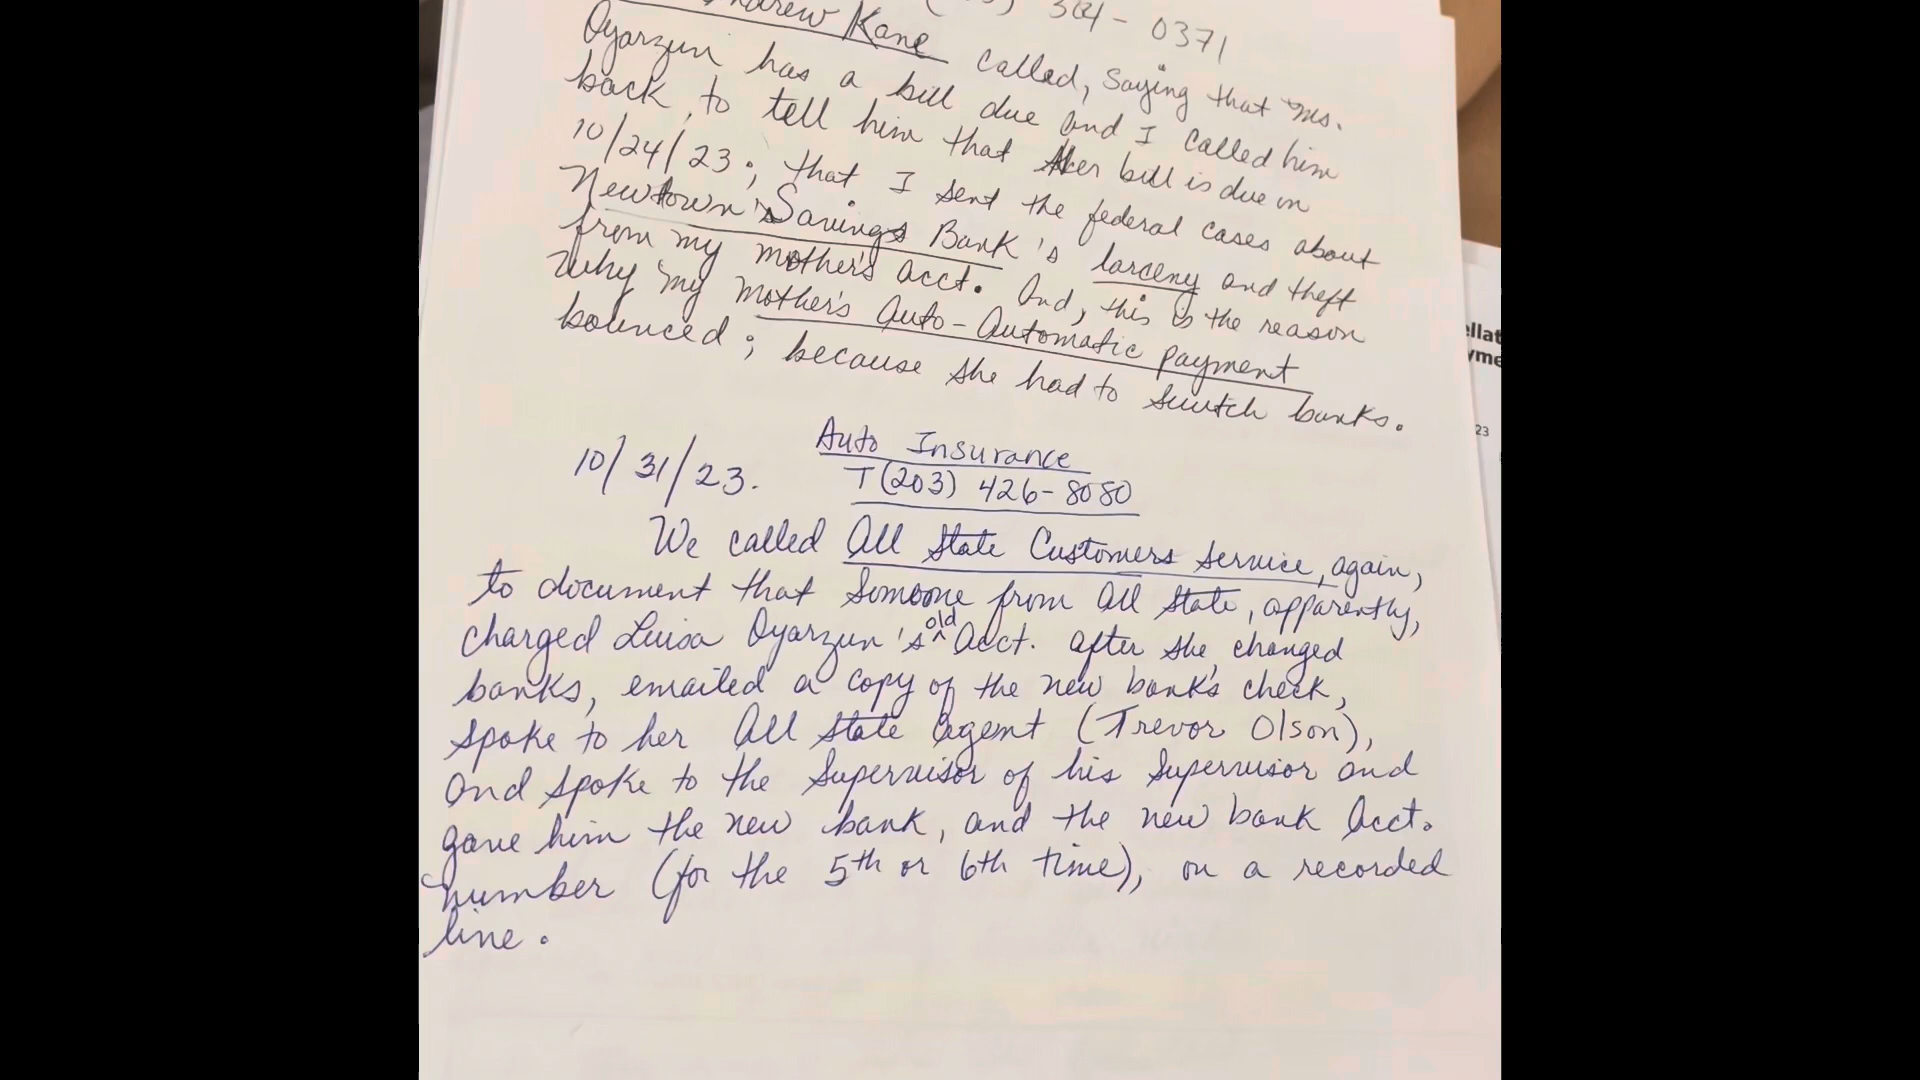 384-0371
Andrew Kane called, saying that Ms.
Oyarzun has a bill due and I called him
back to tell him that her bill is due on
10/24/23; that I sent the federal cases about
Newtown Savings Bank's larceny and theft
from my mother's acct. And, this is the reason
why my mother's Auto-Automatic payment
bounced; because she had to switch banks.
Auto Insurance
10/31/23. T(203) 426-8080
We called All State Customers Service, again,
to document that Someone from All State, apparently,
charged Luisa Oyarzun's old Acct. after she changed
banks, emailed a copy of the new bank's check,
spoke to her All State Agent (Trevor Olson),
and spoke to the Supervisor of his Supervisor and
gave him the new bank, and the new bank Acct.
number (for the 5th or 6th time), on a recorded
line.
23